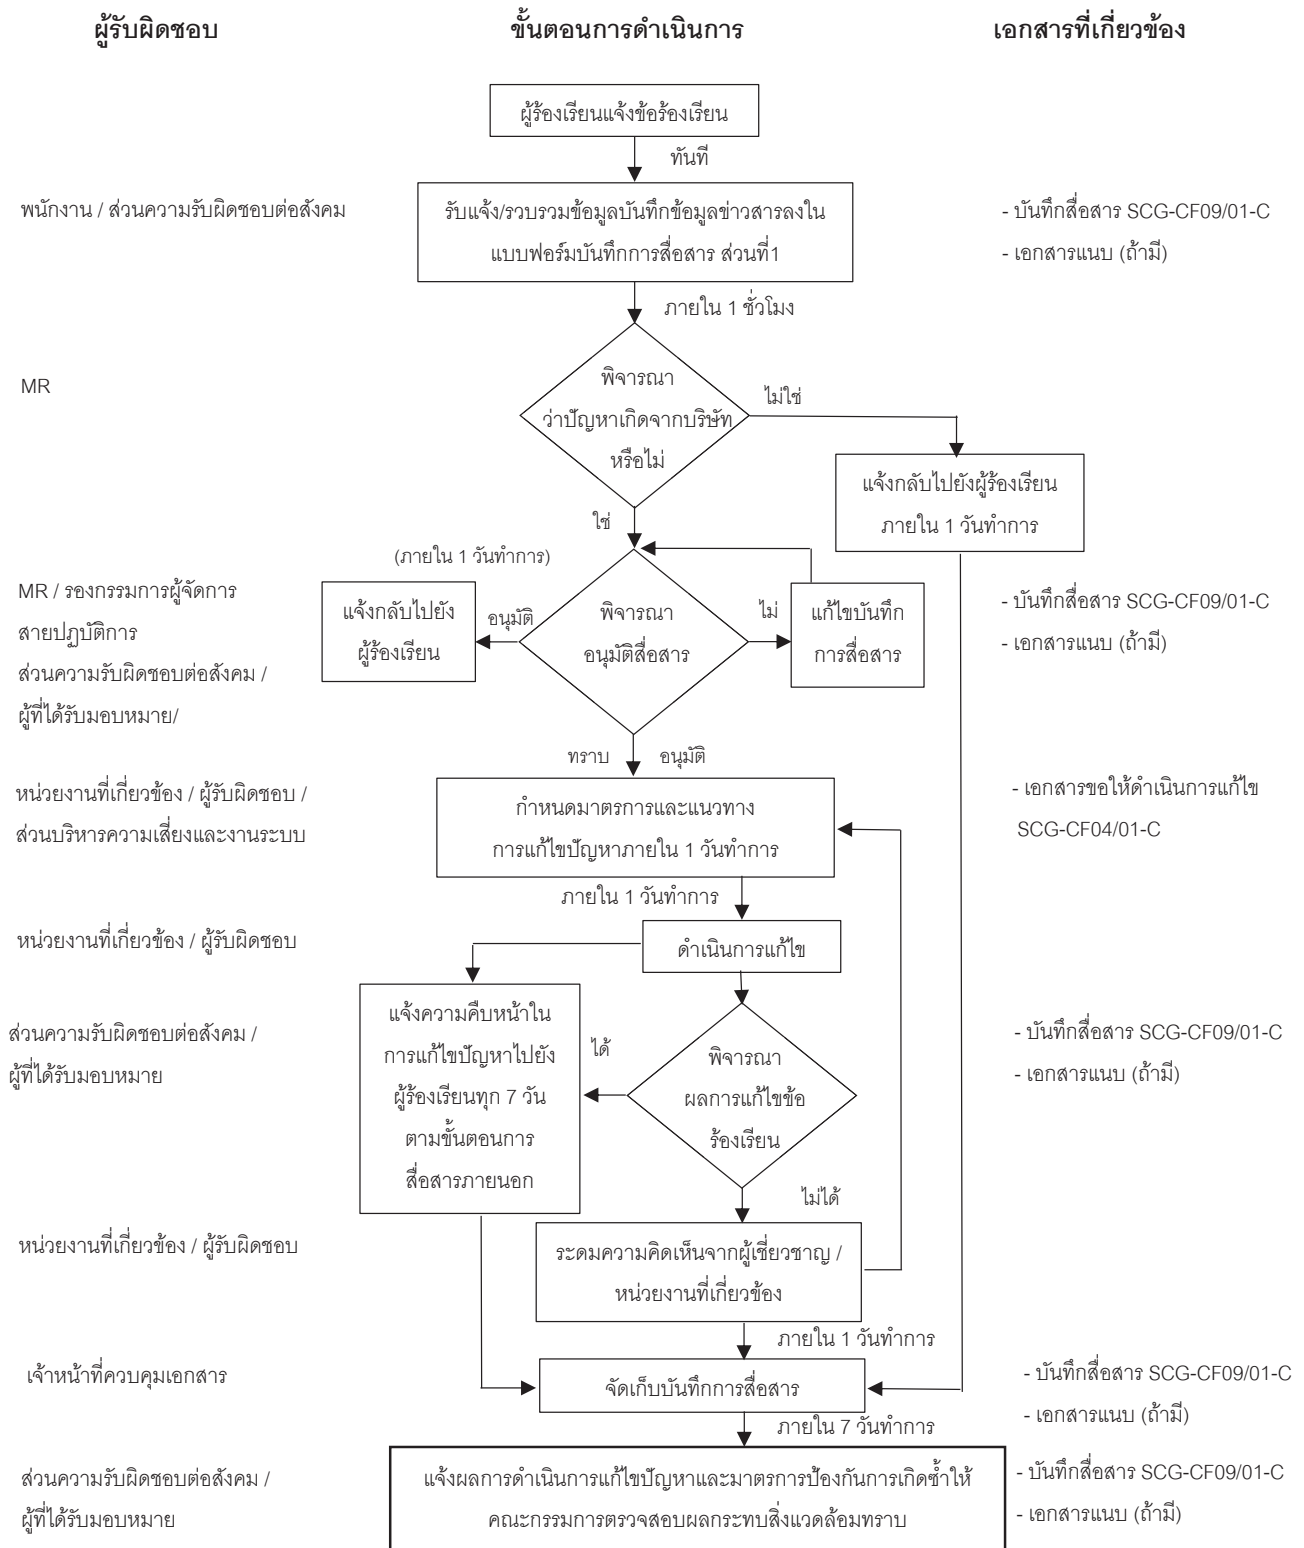 ผู้รับผิดชอบ
ขั้นตอนการดำเนินการ
เอกสารที่เกี่ยวข้อง
ผู้ร้องเรียนแจ้งข้อร้องเรียน
ทันที
พนักงาน / ส่วนความรับผิดชอบต่อสังคม
รับแจ้ง/รวบรวมข้อมูลบันทึกข้อมูลข่าวสารลงใน
แบบฟอร์มบันทึกการสื่อสาร ส่วนที่1
- บันทึกสื่อสาร SCG-CF09/01-C
- เอกสารแนบ (ถ้ามี)
ภายใน 1 ชั่วโมง
MR
พิจารณา
ว่าปัญหาเกิดจากบริษัท
หรือไม่
ไม่ใช่
แจ้งกลับไปยังผู้ร้องเรียน
ภายใน 1 วันทำการ
ใช่
(ภายใน 1 วันทำการ)
MR / รองกรรมการผู้จัดการ
สายปฏบัติการ
ส่วนความรับผิดชอบต่อสังคม /
ผู้ที่ได้รับมอบหมาย/
แจ้งกลับไปยัง
ผู้ร้องเรียน
อนุมัติ
พิจารณา
อนุมัติสื่อสาร
ไม่
แก้ไขบันทึก
การสื่อสาร
- บันทึกสื่อสาร SCG-CF09/01-C
- เอกสารแนบ (ถ้ามี)
ทราบ
อนุมัติ
หน่วยงานที่เกี่ยวข้อง / ผู้รับผิดชอบ /
ส่วนบริหารความเสี่ยงและงานระบบ
กำหนดมาตรการและแนวทาง
การแก้ไขปัญหาภายใน 1 วันทำการ
- เอกสารขอให้ดำเนินการแก้ไข
SCG-CF04/01-C
ภายใน 1 วันทำการ
หน่วยงานที่เกี่ยวข้อง / ผู้รับผิดชอบ
ดำเนินการแก้ไข
ส่วนความรับผิดชอบต่อสังคม /
ผู้ที่ได้รับมอบหมาย
แจ้งความคืบหน้าใน
การแก้ไขปัญหาไปยัง
ผู้ร้องเรียนทุก 7 วัน
ตามขั้นตอนการ
สื่อสารภายนอก
ได้
พิจารณา
ผลการแก้ไขข้อ
ร้องเรียน
- บันทึกสื่อสาร SCG-CF09/01-C
- เอกสารแนบ (ถ้ามี)
ไม่ได้
หน่วยงานที่เกี่ยวข้อง / ผู้รับผิดชอบ
ระดมความคิดเห็นจากผู้เชี่ยวชาญ /
หน่วยงานที่เกี่ยวข้อง
ภายใน 1 วันทำการ
เจ้าหน้าที่ควบคุมเอกสาร
จัดเก็บบันทึกการสื่อสาร
- บันทึกสื่อสาร SCG-CF09/01-C
- เอกสารแนบ (ถ้ามี)
ภายใน 7 วันทำการ
ส่วนความรับผิดชอบต่อสังคม /
ผู้ที่ได้รับมอบหมาย
แจ้งผลการดำเนินการแก้ไขปัญหาและมาตรการป้องกันการเกิดซ้ำให้
คณะกรรมการตรวจสอบผลกระทบสิ่งแวดล้อมทราบ
- บันทึกสื่อสาร SCG-CF09/01-C
- เอกสารแนบ (ถ้ามี)